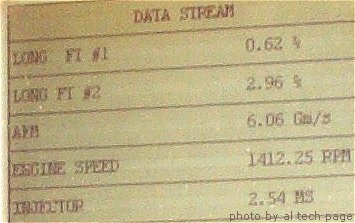 DATA STREAM
LONG FT #1 0.62 %
LONG FT #2 2.96 %
AFM 6.06 Gm/s
ENGINE SPEED 1412.25 RPM
INJECTOR 2.54 MS
photo by al tech page